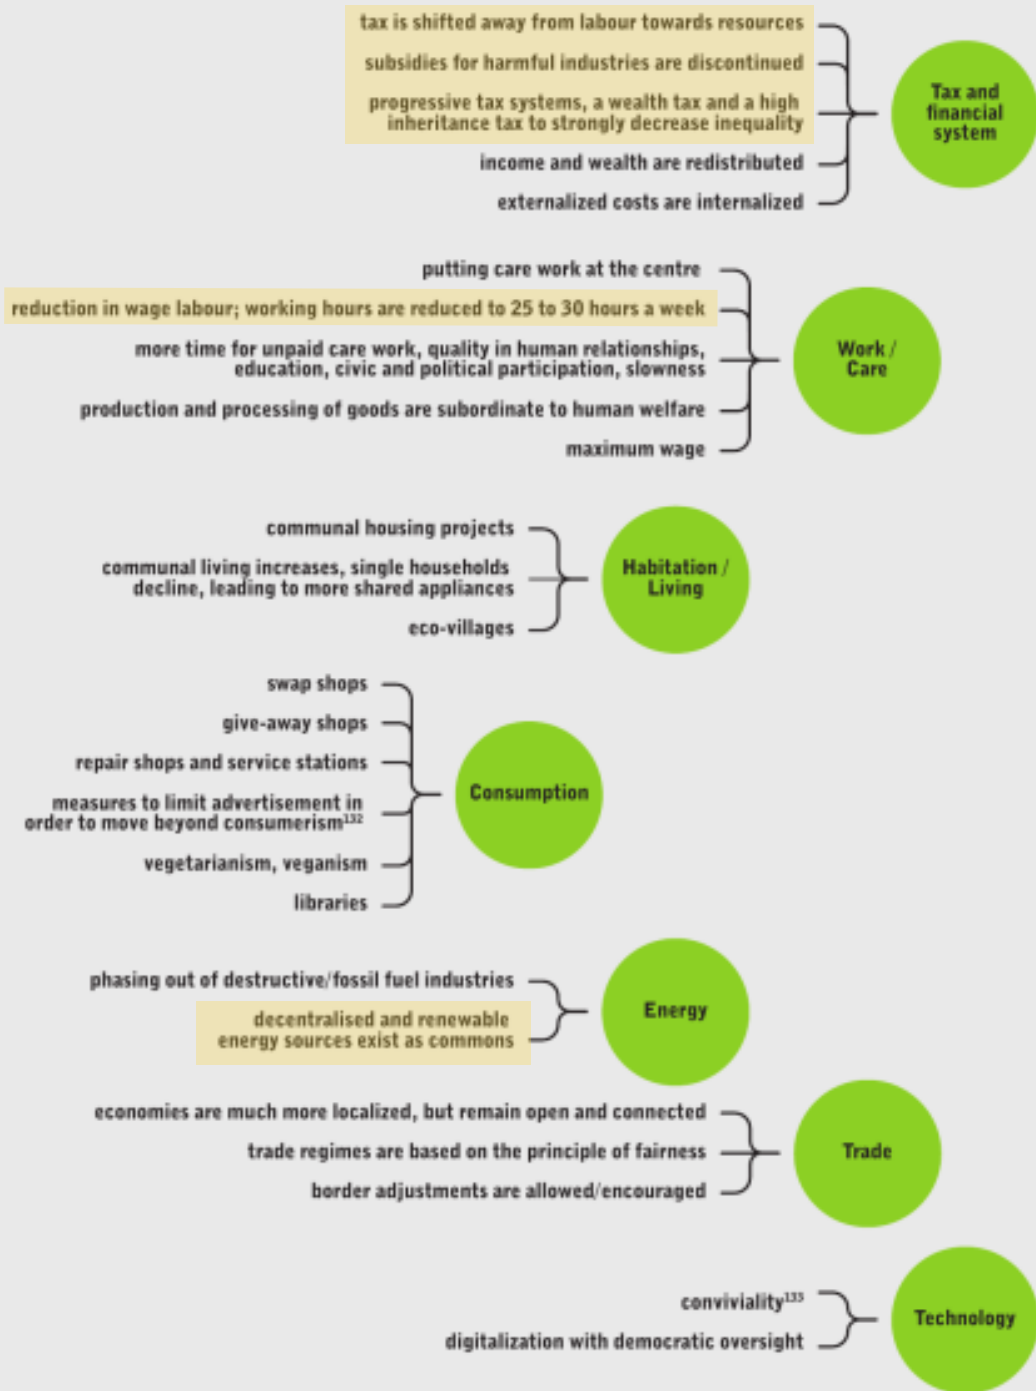 tax is shifted away from labour towards resources
subsidies for harmful industries are discontinued
progressive tax systems, a wealth tax and a high
inheritance tax to strongly decrease inequality
income and wealth are redistributed
externalized costs are internalized
Tax and
financial
system
putting care work at the centre
reduction in wage labour; working hours are reduced to 25 to 30 hours a week
more time for unpaid care work, quality in human relationships,
education, civic and political participation, slowness
production and processing of goods are subordinate to human welfare
maximum wage
Work /
Care
communal housing projects
communal living increases, single households
decline, leading to more shared appliances
eco-villages
Habitation /
Living
swap shops
give-away shops
repair shops and service stations
measures to limit advertisement in
order to move beyond consumerism¹³²
vegetarianism, veganism
libraries
Consumption
phasing out of destructive/fossil fuel industries
decentralised and renewable
energy sources exist as commons
Energy
economies are much more localized, but remain open and connected
trade regimes are based on the principle of fairness
border adjustments are allowed/encouraged
Trade
conviviality¹³³
digitalization with democratic oversight
Technology